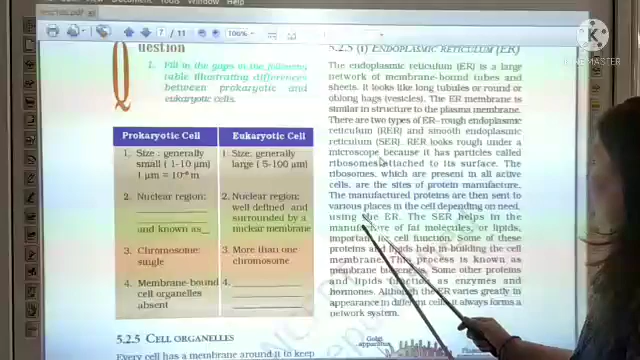 Document Tools Window Help
7 / 11
100%
Question
1. Fill in the gaps in the following
table illustrating differences
between prokaryotic and
eukaryotic cells.
Prokaryotic Cell
Eukaryotic Cell
1. Size : generally
small ( 1-10 μm)
1 μm = 10⁻⁶ m
1. Size: generally
large ( 5-100 μm)
2. Nuclear region:
and known as
2. Nuclear region:
well defined and
surrounded by a
nuclear membrane
3. Chromosome:
single
3. More than one
chromosome
4. Membrane-bound
cell organelles
absent
4.
5.2.5 CELL ORGANELLES
Every cell has a membrane around it to keep
5.2.5 (i) ENDOPLASMIC RETICULUM (ER)
The endoplasmic reticulum (ER) is a large
network of membrane-bound tubes and
sheets. It looks like long tubules or round or
oblong bags (vesicles). The ER membrane is
similar in structure to the plasma membrane.
There are two types of ER– rough endoplasmic
reticulum (RER) and smooth endoplasmic
reticulum (SER). RER looks rough under a
microscope because it has particles called
ribosomes attached to its surface. The
ribosomes, which are present in all active
cells, are the sites of protein manufacture.
The manufactured proteins are then sent to
various places in the cell depending on need,
using the ER. The SER helps in the
manufacture of fat molecules, or lipids,
important for cell function. Some of these
proteins and lipids help in building the cell
membrane. This process is known as
membrane biogenesis. Some other proteins
and lipids function as enzymes and
hormones. Although the ER varies greatly in
appearance in different cells, it always forms a
network system.
Golgi
apparatus
KINEMASTER